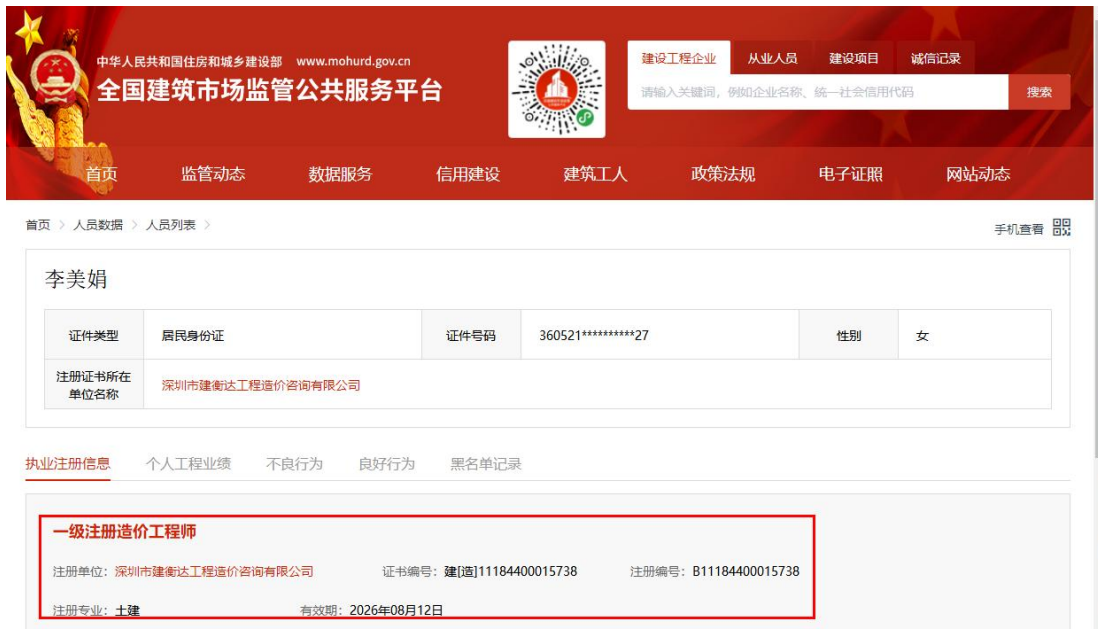 中华人民共和国住房和城乡建设部 www.mohurd.gov.cn
全国建筑市场监管公共服务平台
建设工程企业 从业人员 建设项目 诚信记录
请输入关键词，例如企业名称、统一社会信用代码 搜索
首页 监管动态 数据服务 信用建设 建筑工人 政策法规 电子证照 网站动态
首页 > 人员数据 > 人员列表 >
手机查看
李美娟
证件类型 居民身份证 证件号码 360521**********27 性别 女
注册证书所在
单位名称
深圳市建衡达工程造价咨询有限公司
执业注册信息 个人工程业绩 不良行为 良好行为 黑名单记录
一级注册造价工程师
注册单位：深圳市建衡达工程造价咨询有限公司 证书编号：建[造]11184400015738 注册编号：B11184400015738
注册专业：土建 有效期：2026年08月12日